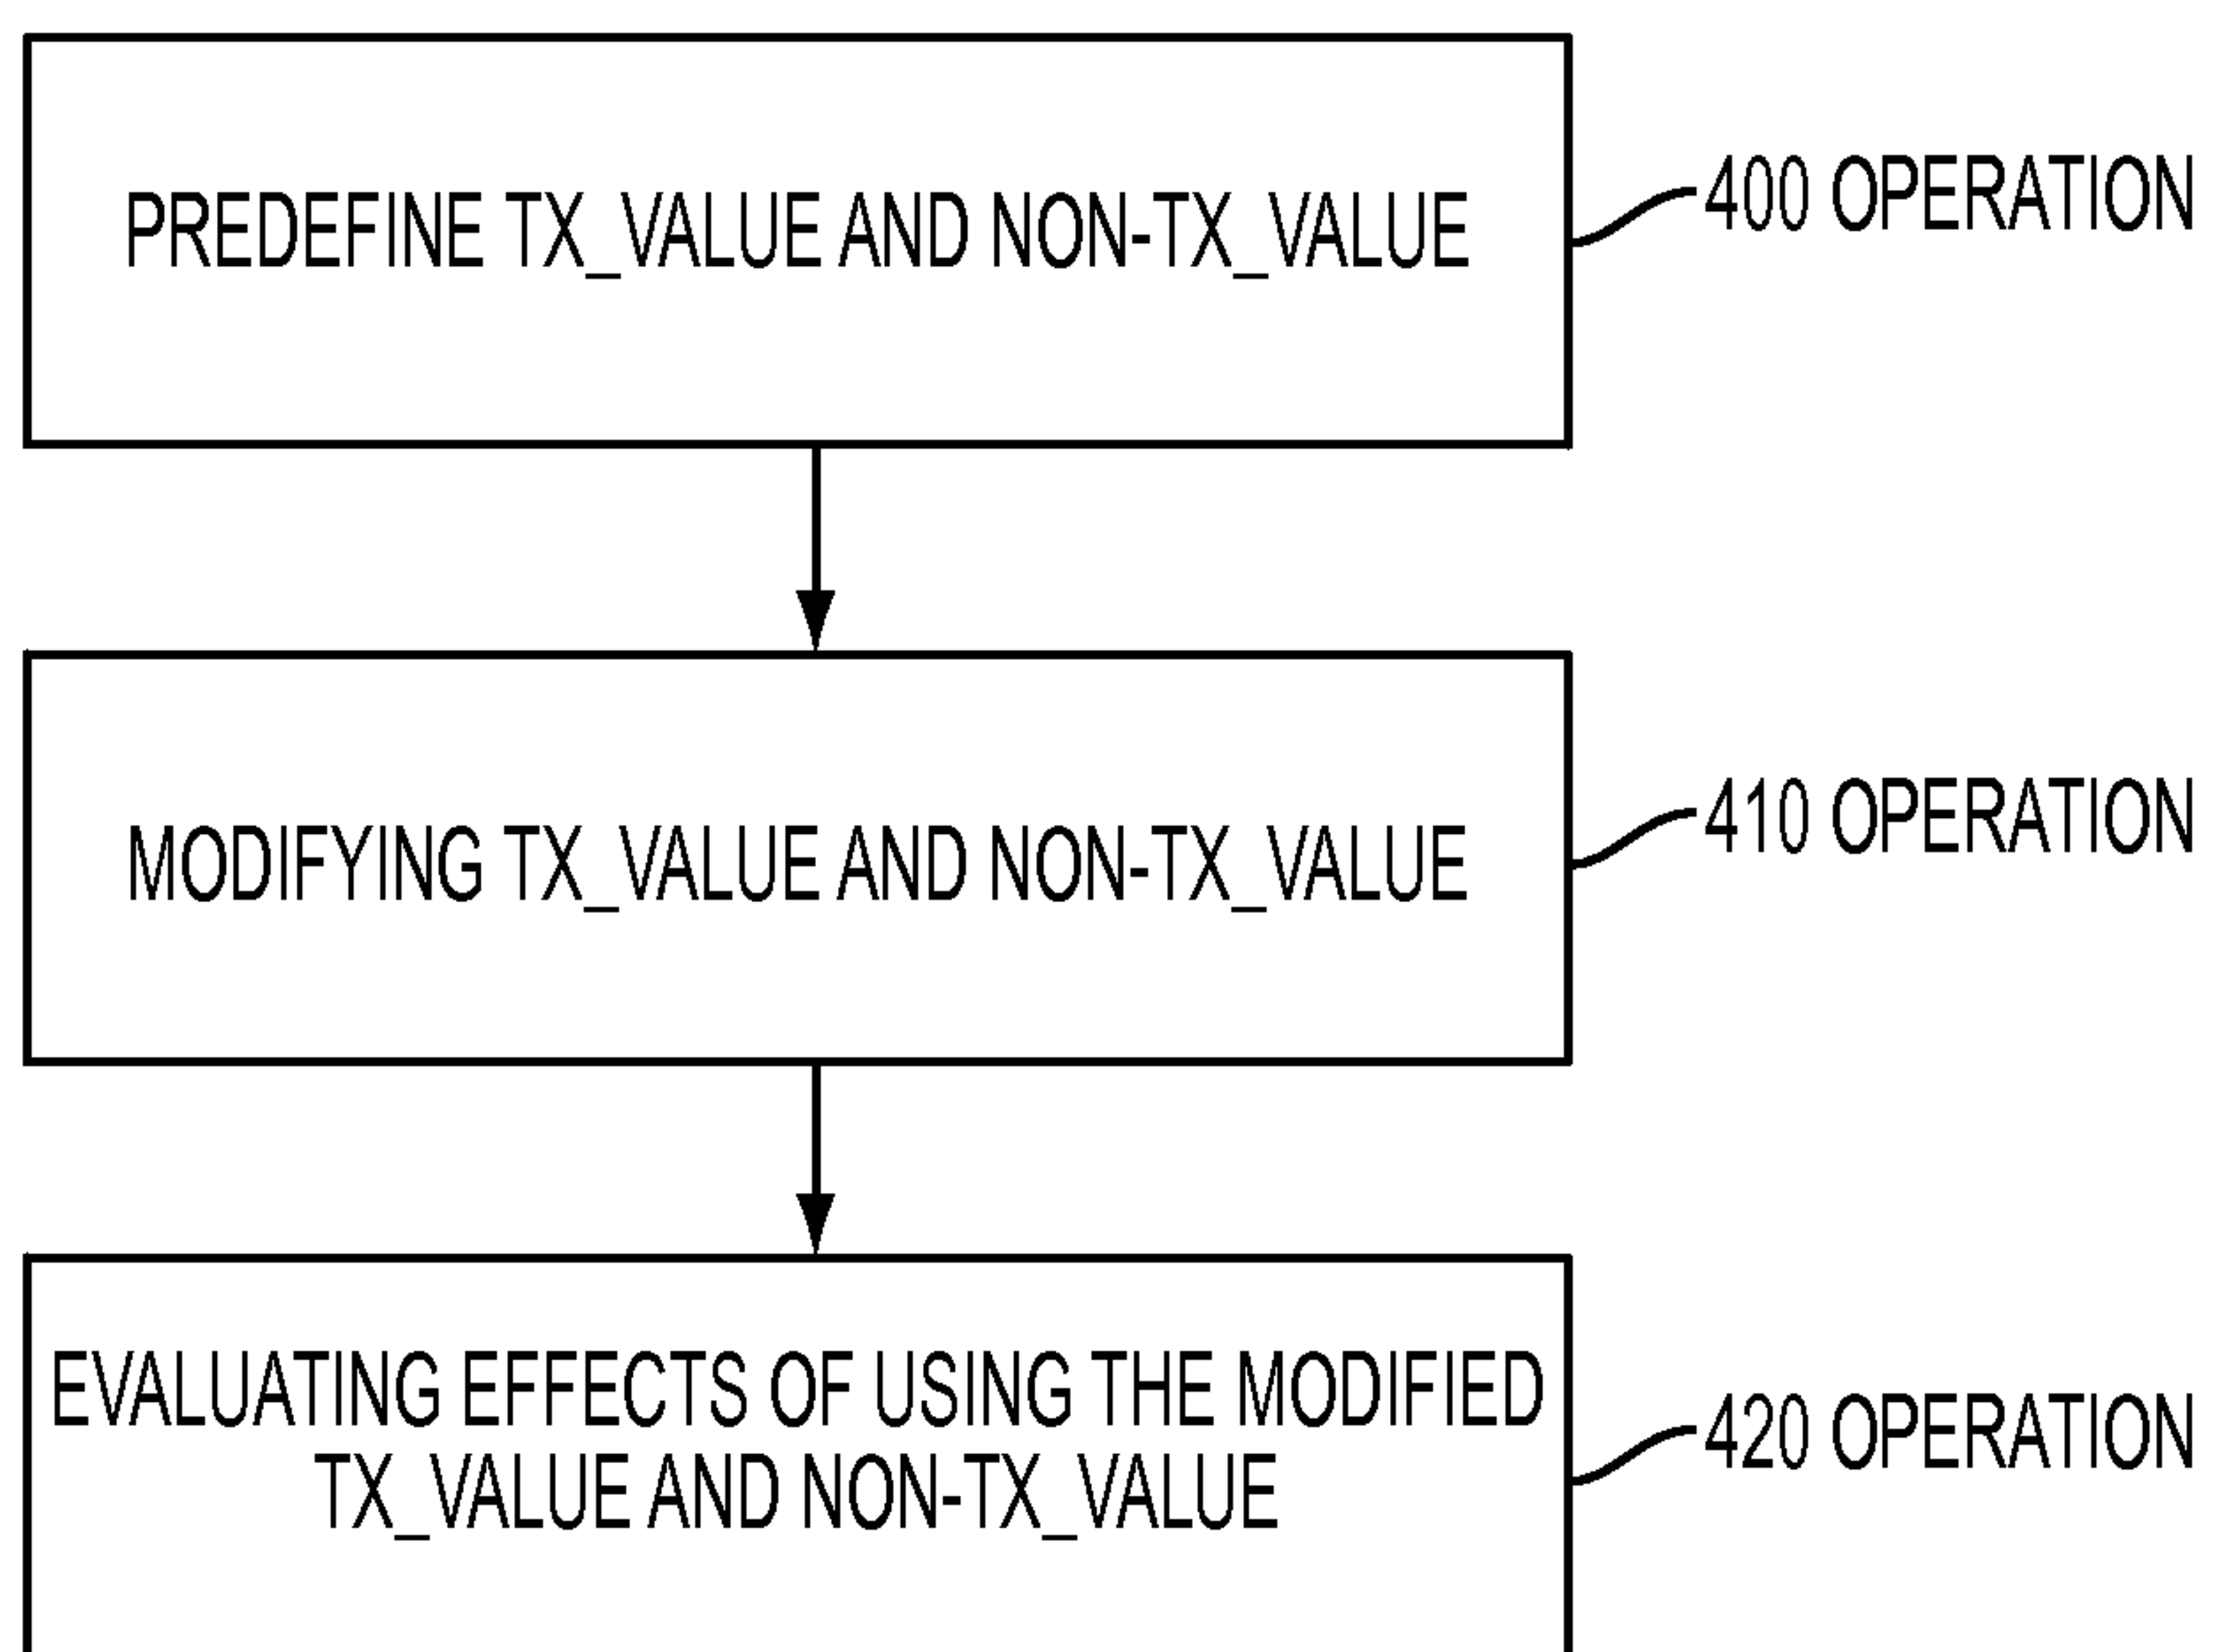 PREDEFINE TX_VALUE AND NON-TX_VALUE
400 OPERATION
MODIFYING TX_VALUE AND NON-TX_VALUE
410 OPERATION
EVALUATING EFFECTS OF USING THE MODIFIED
TX_VALUE AND NON-TX_VALUE
420 OPERATION